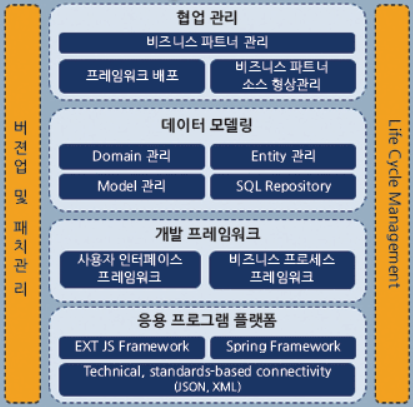 협업 관리
비즈니스 파트너 관리
프레임워크 배포
비즈니스 파트너
소스 형상관리
버젼업 및 패치관리
데이터 모델링
Domain 관리
Entity 관리
Model 관리
SQL Repository
Life Cycle Management
개발 프레임워크
사용자 인터페이스
프레임워크
비즈니스 프로세스
프레임워크
응용 프로그램 플랫폼
EXT JS Framework
Spring Framework
Technical, standards-based connectivity
(JSON, XML)